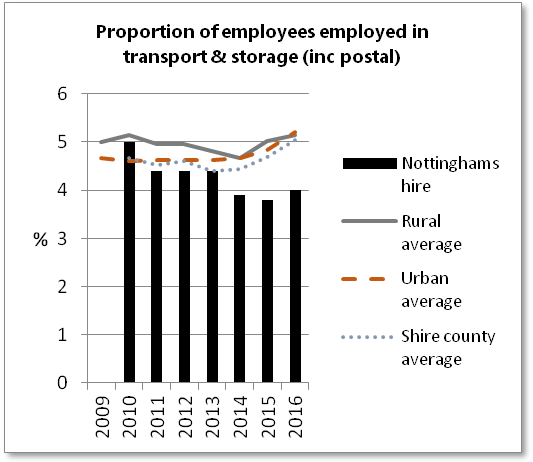 Proportion of employees employed in
transport & storage (inc postal)
6
5
4
3
2
1
0
%
2009
2010
2011
2012
2013
2014
2015
2016
Nottinghams
hire
Rural
average
Urban
average
Shire county
average